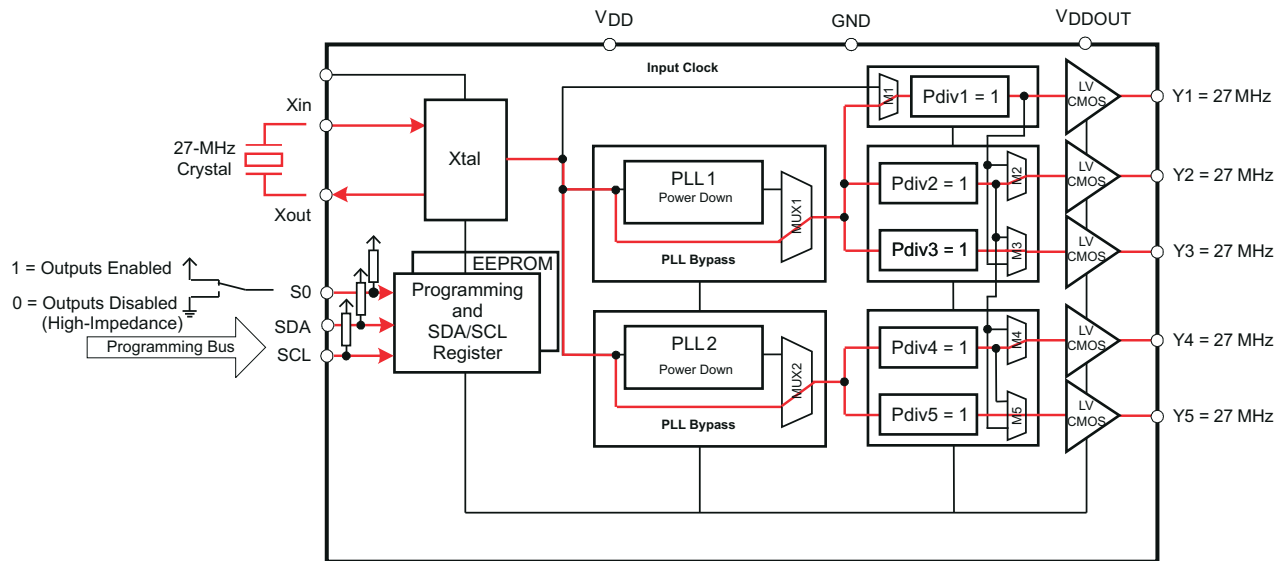 VDD
GND
VDDOUT
Input Clock
Xin
27-MHz
Crystal
Xout
Xtal
M1
Pdiv1 = 1
LV
CMOS
Y1 = 27 MHz
PLL 1
Power Down
MUX1
PLL Bypass
Pdiv2 = 1
M2
LV
CMOS
Y2 = 27 MHz
Pdiv3 = 1
M3
LV
CMOS
Y3 = 27 MHz
1 = Outputs Enabled
0 = Outputs Disabled
(High-Impedance)
Programming Bus
S0
SDA
SCL
EEPROM
Programming
and
SDA/SCL
Register
PLL2
Power Down
MUX2
PLL Bypass
Pdiv4 = 1
M4
LV
CMOS
Y4 = 27 MHz
Pdiv5 = 1
M5
LV
CMOS
Y5 = 27 MHz